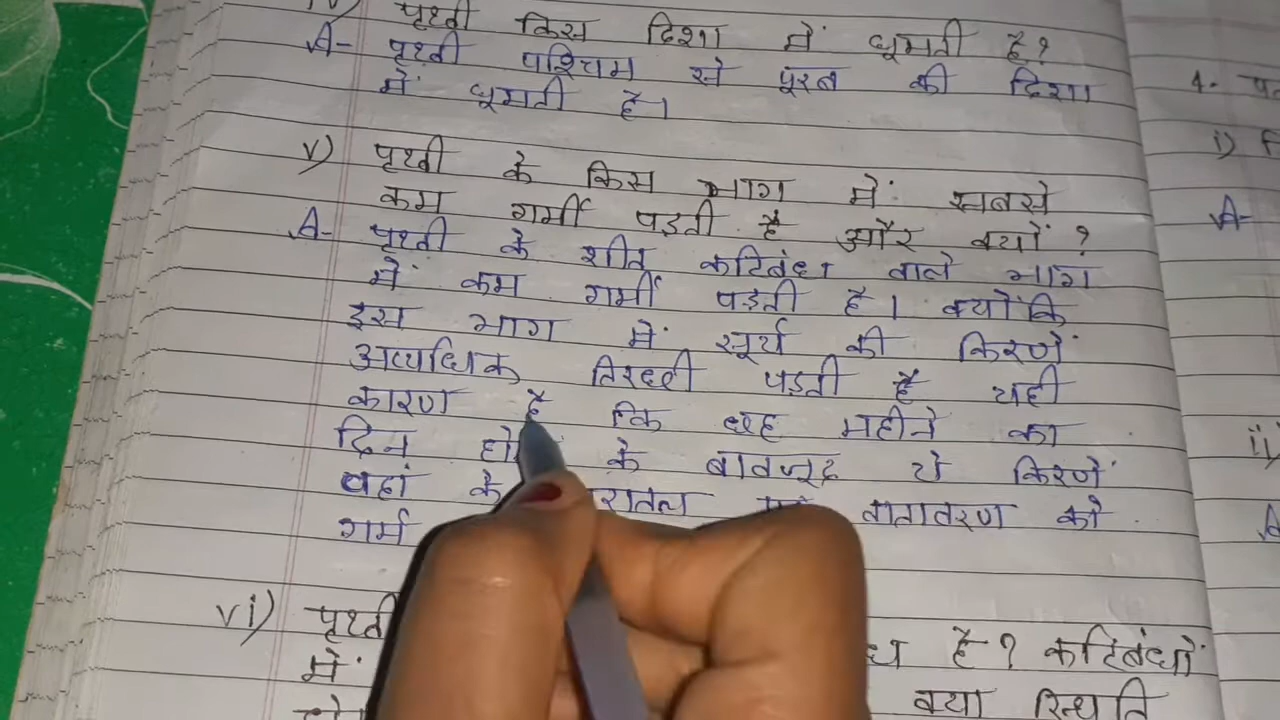 iv) पृथ्वी किस दिशा में घूमती है?
A- पृथ्वी पश्चिम से पूरब की दिशा
में घूमती है।
v) पृथ्वी के किस भाग में सबसे
कम गर्मी पड़ती है और क्यों?
A- पृथ्वी के शीत कटिबंध वाले भाग
में कम गर्मी पड़ती है। क्योंकि
इस भाग में सूर्य की किरणें
अत्यधिक तिरछी पड़ती है यही
कारण है कि छह महीने का
दिन के बावजूद ये किरणें
वहां के वातावरण को
गर्म
vi) पृथ्वी है? कटिबंधों
में क्या स्थिति
4.
i)
A-
ii)